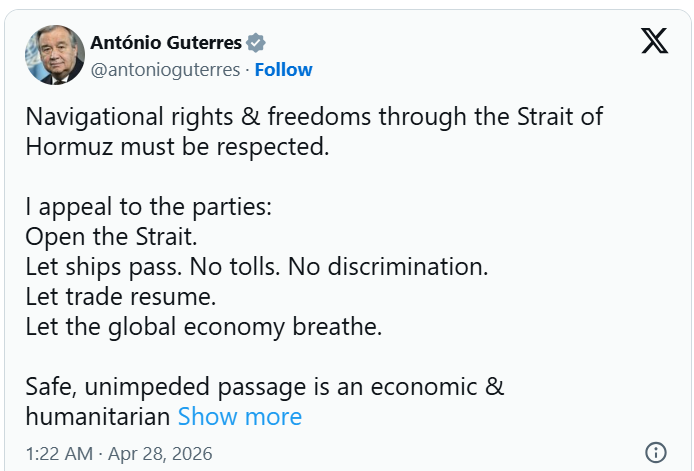 António Guterres
@antonioguterres · Follow
Navigational rights & freedoms through the Strait of
Hormuz must be respected.
I appeal to the parties:
Open the Strait.
Let ships pass. No tolls. No discrimination.
Let trade resume.
Let the global economy breathe.
Safe, unimpeded passage is an economic &
humanitarian Show more
1:22 AM · Apr 28, 2026